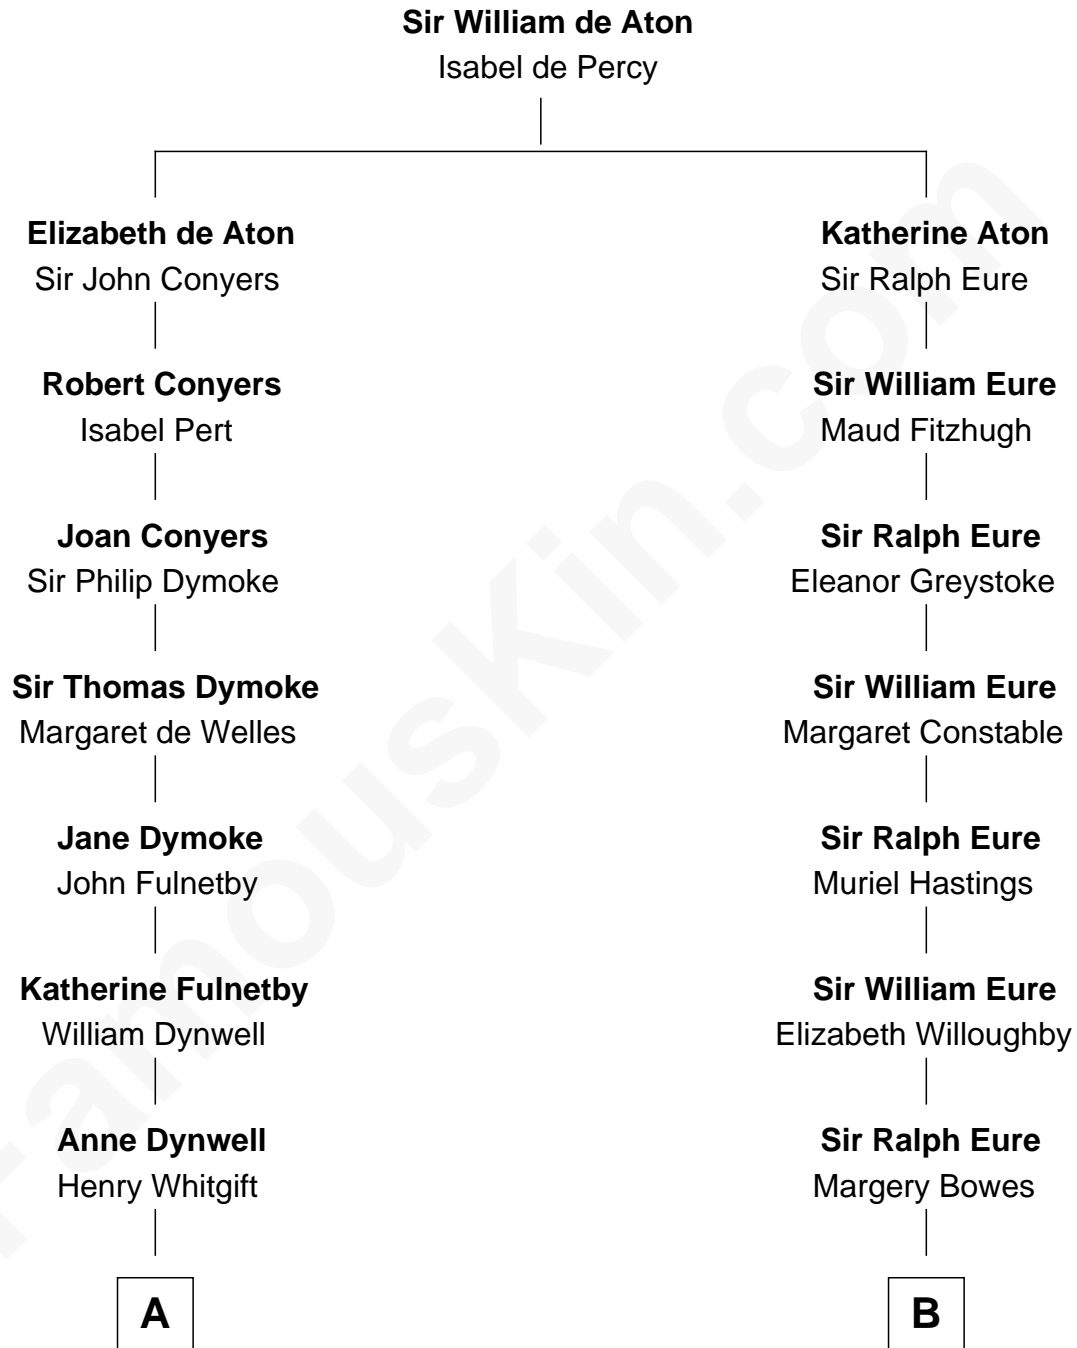 Sir William de Aton
Isabel de Percy
Elizabeth de Aton
Sir John Conyers
Robert Conyers
Isabel Pert
Joan Conyers
Sir Philip Dymoke
Sir Thomas Dymoke
Margaret de Welles
Jane Dymoke
John Fulnetby
Katherine Fulnetby
William Dynwell
Anne Dynwell
Henry Whitgift
A
Katherine Aton
Sir Ralph Eure
Sir William Eure
Maud Fitzhugh
Sir Ralph Eure
Eleanor Greystoke
Sir William Eure
Margaret Constable
Sir Ralph Eure
Muriel Hastings
Sir William Eure
Elizabeth Willoughby
Sir Ralph Eure
Margery Bowes
B
FamousKin.com